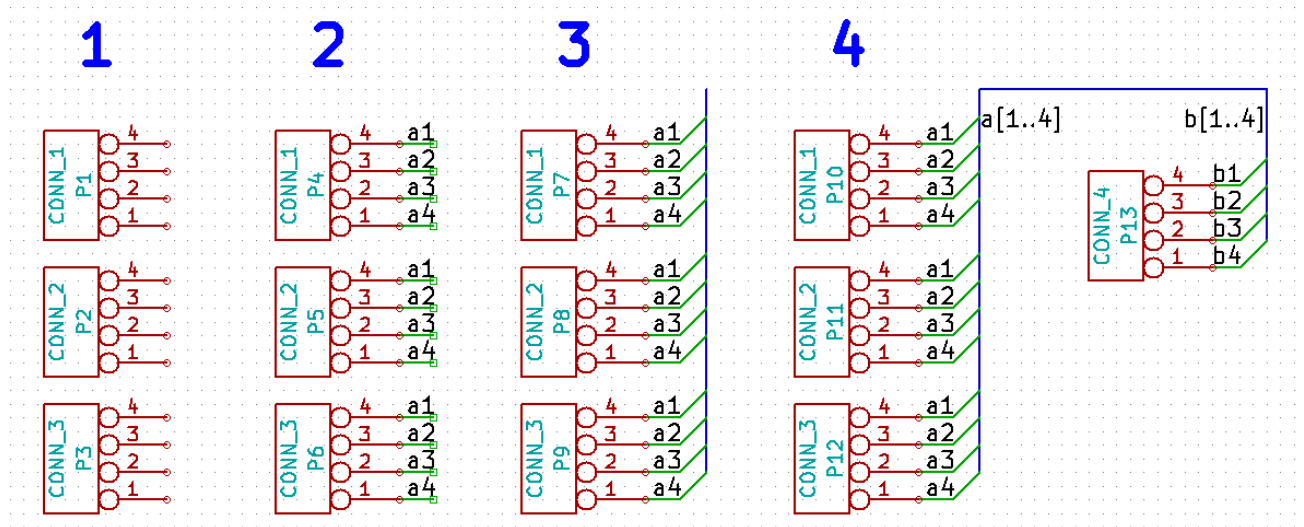 1 2 3 4
a[1..4] b[1..4]
CONN_1 P1 4 3 2 1
CONN_1 P4 4 a1 3 a2 2 a3 1 a4
CONN_1 P7 4 a1 3 a2 2 a3 1 a4
CONN_1 P10 4 a1 3 a2 2 a3 1 a4
CONN_4 P13 4 b1 3 b2 2 b3 1 b4
CONN_2 P2 4 3 2 1
CONN_2 P5 4 a1 3 a2 2 a3 1 a4
CONN_2 P8 4 a1 3 a2 2 a3 1 a4
CONN_2 P11 4 a1 3 a2 2 a3 1 a4
CONN_3 P3 4 3 2 1
CONN_3 P6 4 a1 3 a2 2 a3 1 a4
CONN_3 P9 4 a1 3 a2 2 a3 1 a4
CONN_3 P12 4 a1 3 a2 2 a3 1 a4